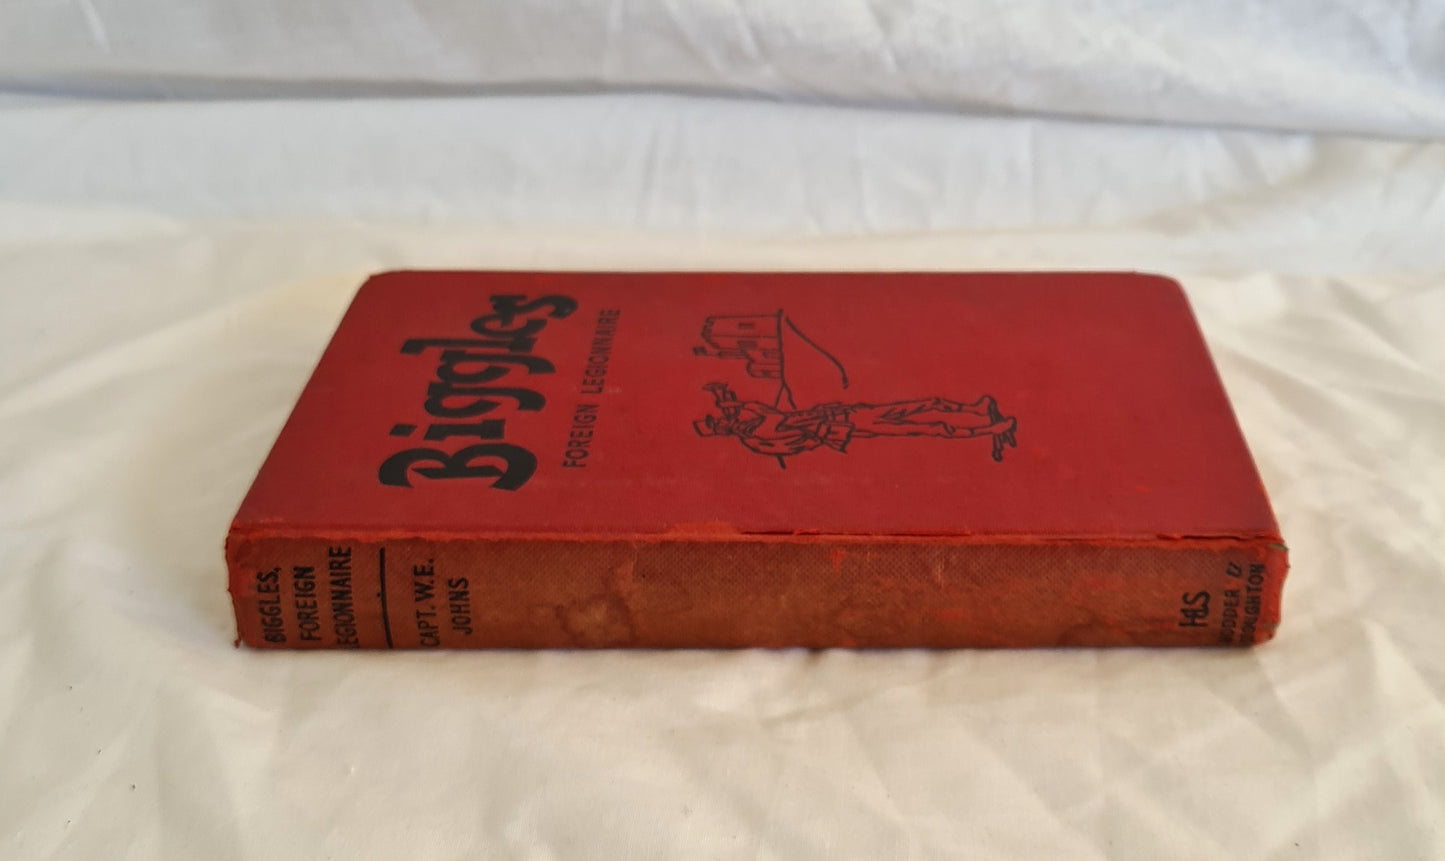 Biggles
FOREIGN LEGIONNAIRE
BIGGLES,
FOREIGN
LEGIONNAIRE
CAPT. W. E.
JOHNS
H&S
HODDER &
STOUGHTON